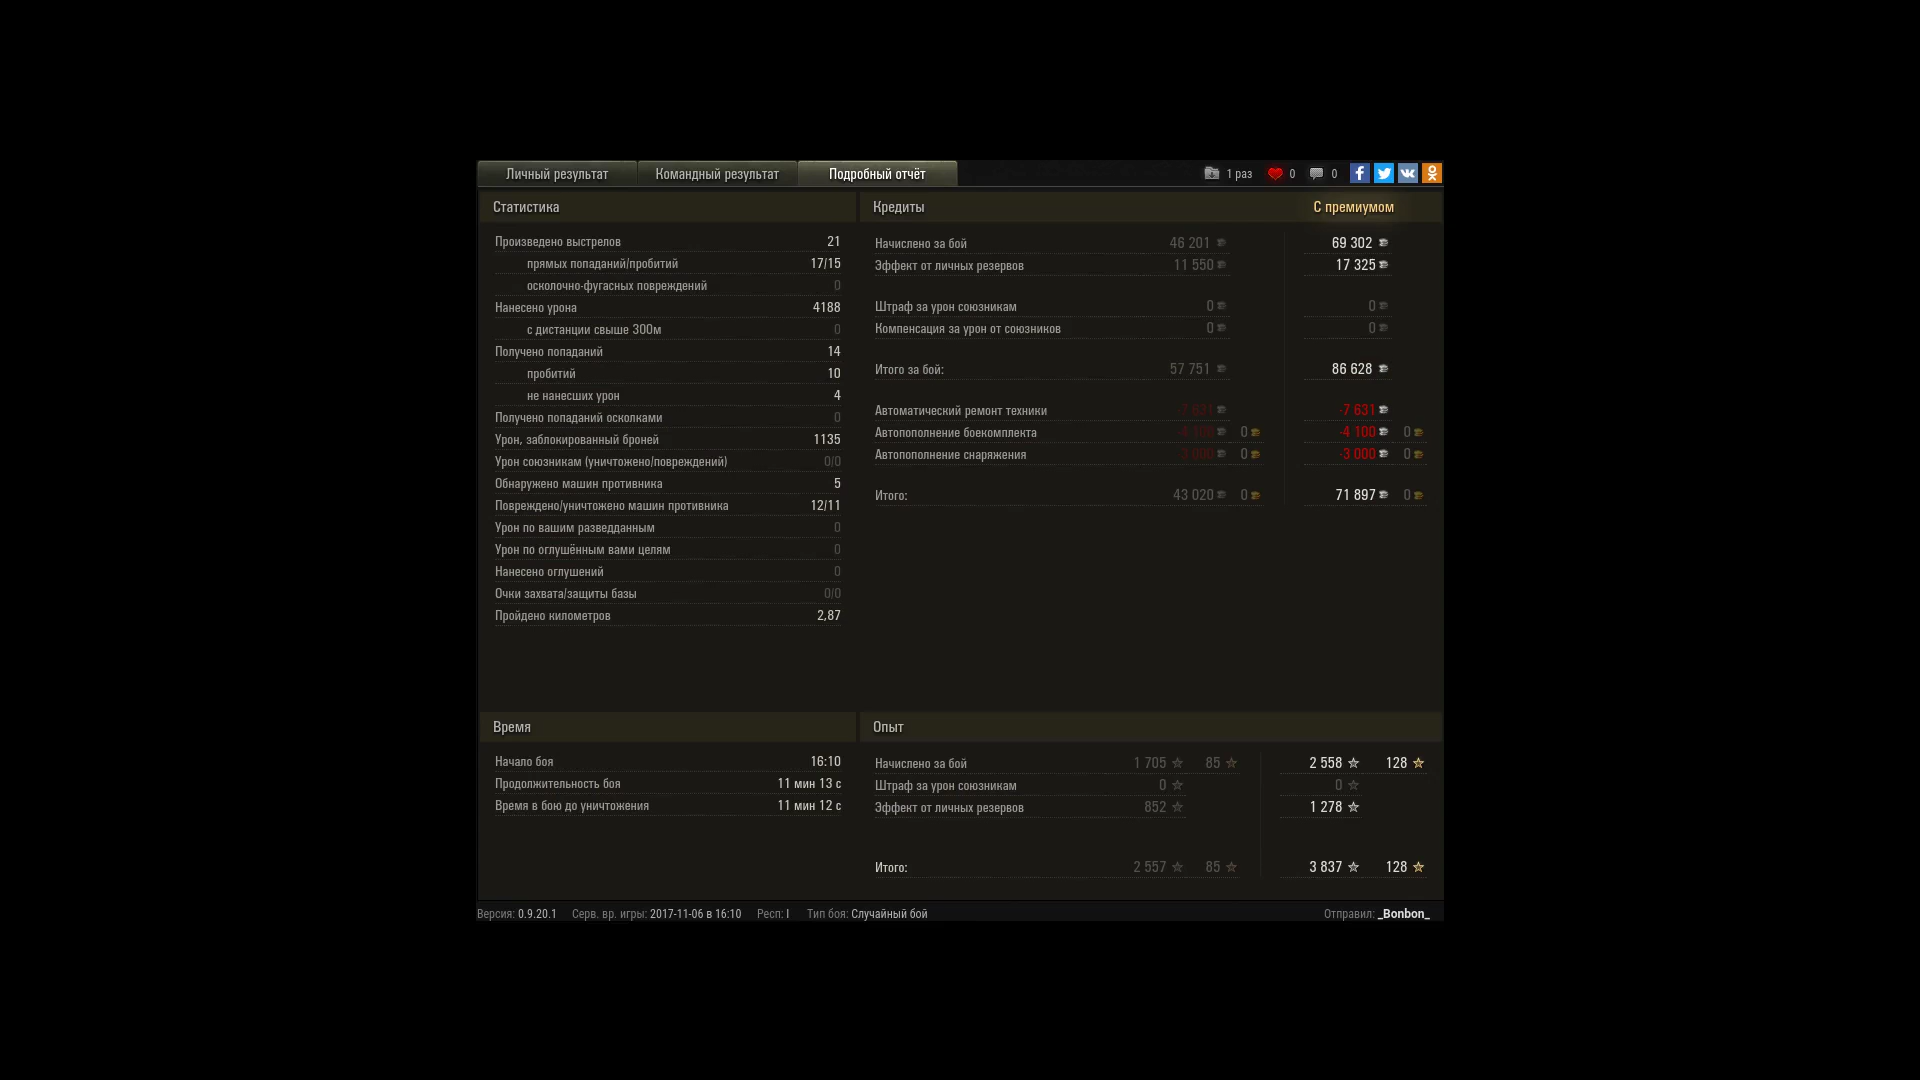 Личный результат Командный результат Подробный отчёт 1 раз 0 0
Статистика
Произведено выстрелов 21
прямых попаданий/пробитий 17/15
осколочно-фугасных повреждений 0
Нанесено урона 4188
с дистанции свыше 300м 0
Получено попаданий 14
пробитий 10
не нанесших урон 4
Получено попаданий осколками 0
Урон, заблокированный броней 1135
Урон союзникам (уничтожено/повреждений) 0/0
Обнаружено машин противника 5
Повреждено/уничтожено машин противника 12/11
Урон по вашим разведданным 0
Урон по оглушённым вами целям 0
Нанесено оглушений 0
Очки захвата/защиты базы 0/0
Пройдено километров 2,87
Кредиты С премиумом
Начислено за бой 46 201 69 302
Эффект от личных резервов 11 550 17 325
Штраф за урон союзникам 0 0
Компенсация за урон от союзников 0 0
Итого за бой: 57 751 86 628
Автоматический ремонт техники -7 631 -7 631
Автопополнение боекомплекта -4 100 0 -4 100 0
Автопополнение снаряжения -3 000 0 -3 000 0
Итого: 43 020 0 71 897 0
Время
Начало боя 16:10
Продолжительность боя 11 мин 13 с
Время в бою до уничтожения 11 мин 12 с
Опыт
Начислено за бой 1 705 85 2 558 128
Штраф за урон союзникам 0 0
Эффект от личных резервов 852 1 278
Итого: 2 557 85 3 837 128
Версия: 0.9.20.1 Серв. вр. игры: 2017-11-06 в 16:10 Респ: I Тип боя: Случайный бой Отправил: _Bonbon_